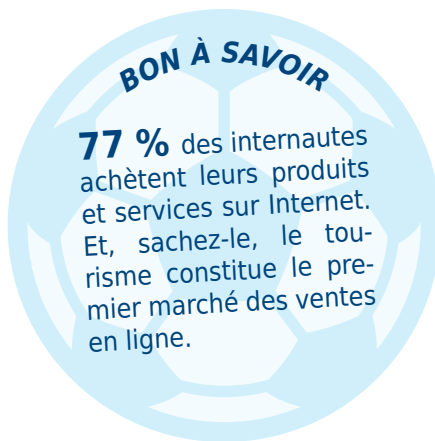 BON À SAVOIR
77 % des internautes
achètent leurs produits
et services sur Internet.
Et, sachez-le, le tou-
risme constitue le pre-
mier marché des ventes
en ligne.